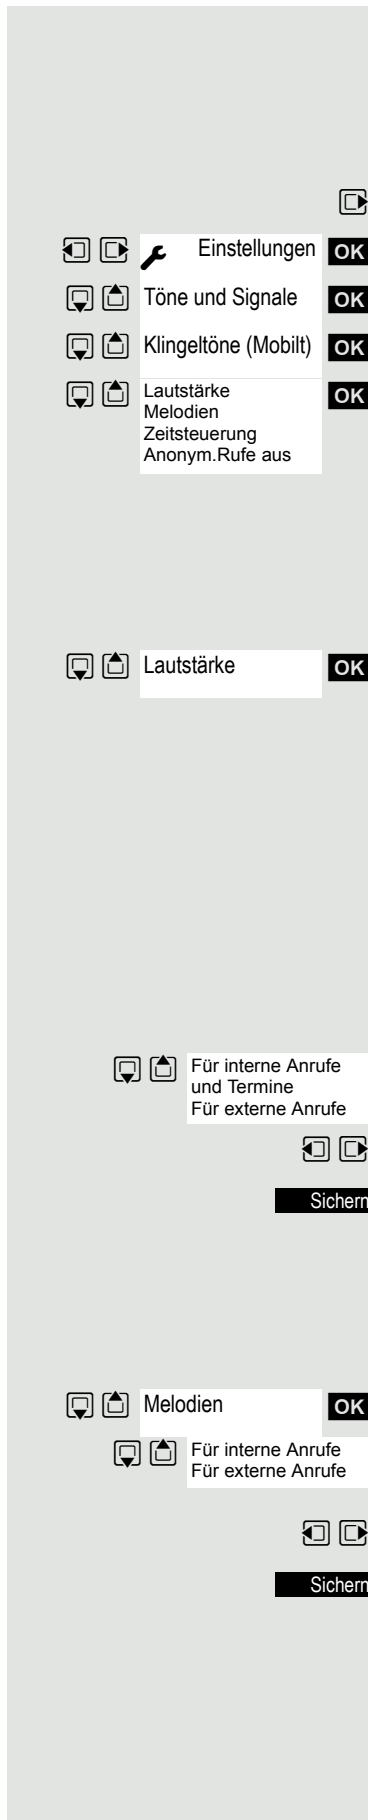 Einstellungen OK
Töne und Signale OK
Klingeltöne (Mobilt) OK
Lautstärke OK
Melodien
Zeitsteuerung
Anonym.Rufe aus
Lautstärke OK
Für interne Anrufe
und Termine
Für externe Anrufe
Sichern
Melodien OK
Für interne Anrufe
Für externe Anrufe
Sichern